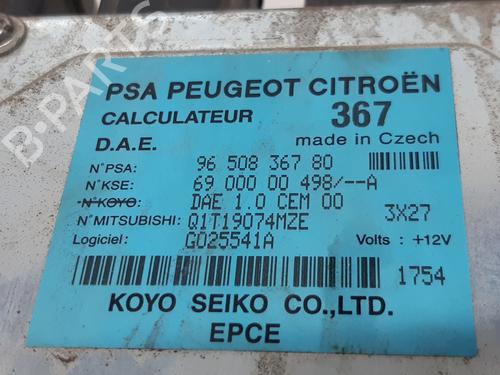 PSA PEUGEOT CITROËN
CALCULATEUR 367
D.A.E. made in Czech
N°PSA: 96 508 367 80
N°KSE: 69 000 00 498/--A
N°KOYO: DAE 1.0 CEM 00
N°MITSUBISHI: Q1T19074MZE 3X27
Logiciel: G025541A Volts : +12V
1754
KOYO SEIKO CO.,LTD.
EPCE
B-PARTS